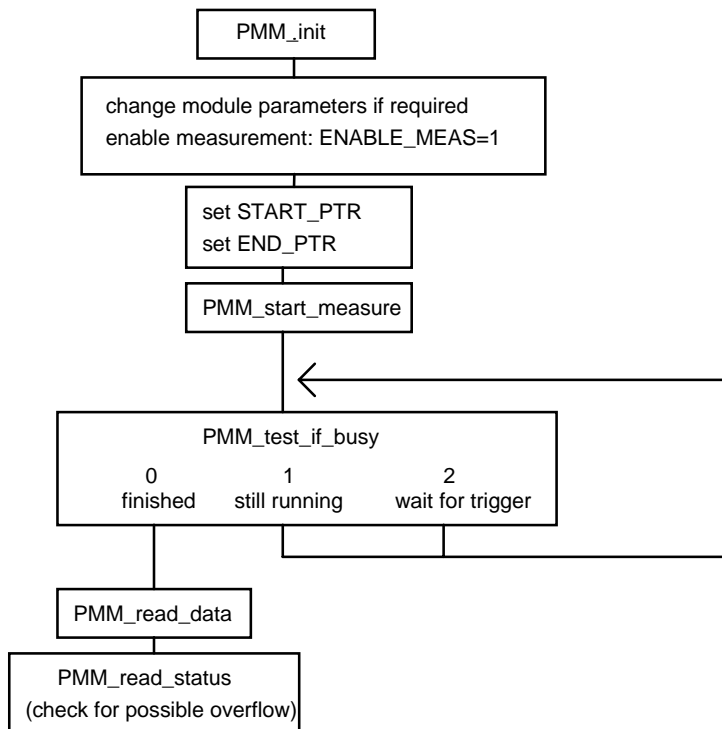 PMM_init
change module parameters if required
enable measurement: ENABLE_MEAS=1
set START_PTR
set END_PTR
PMM_start_measure
PMM_test_if_busy
0 1 2
finished still running wait for trigger
PMM_read_data
PMM_read_status
(check for possible overflow)